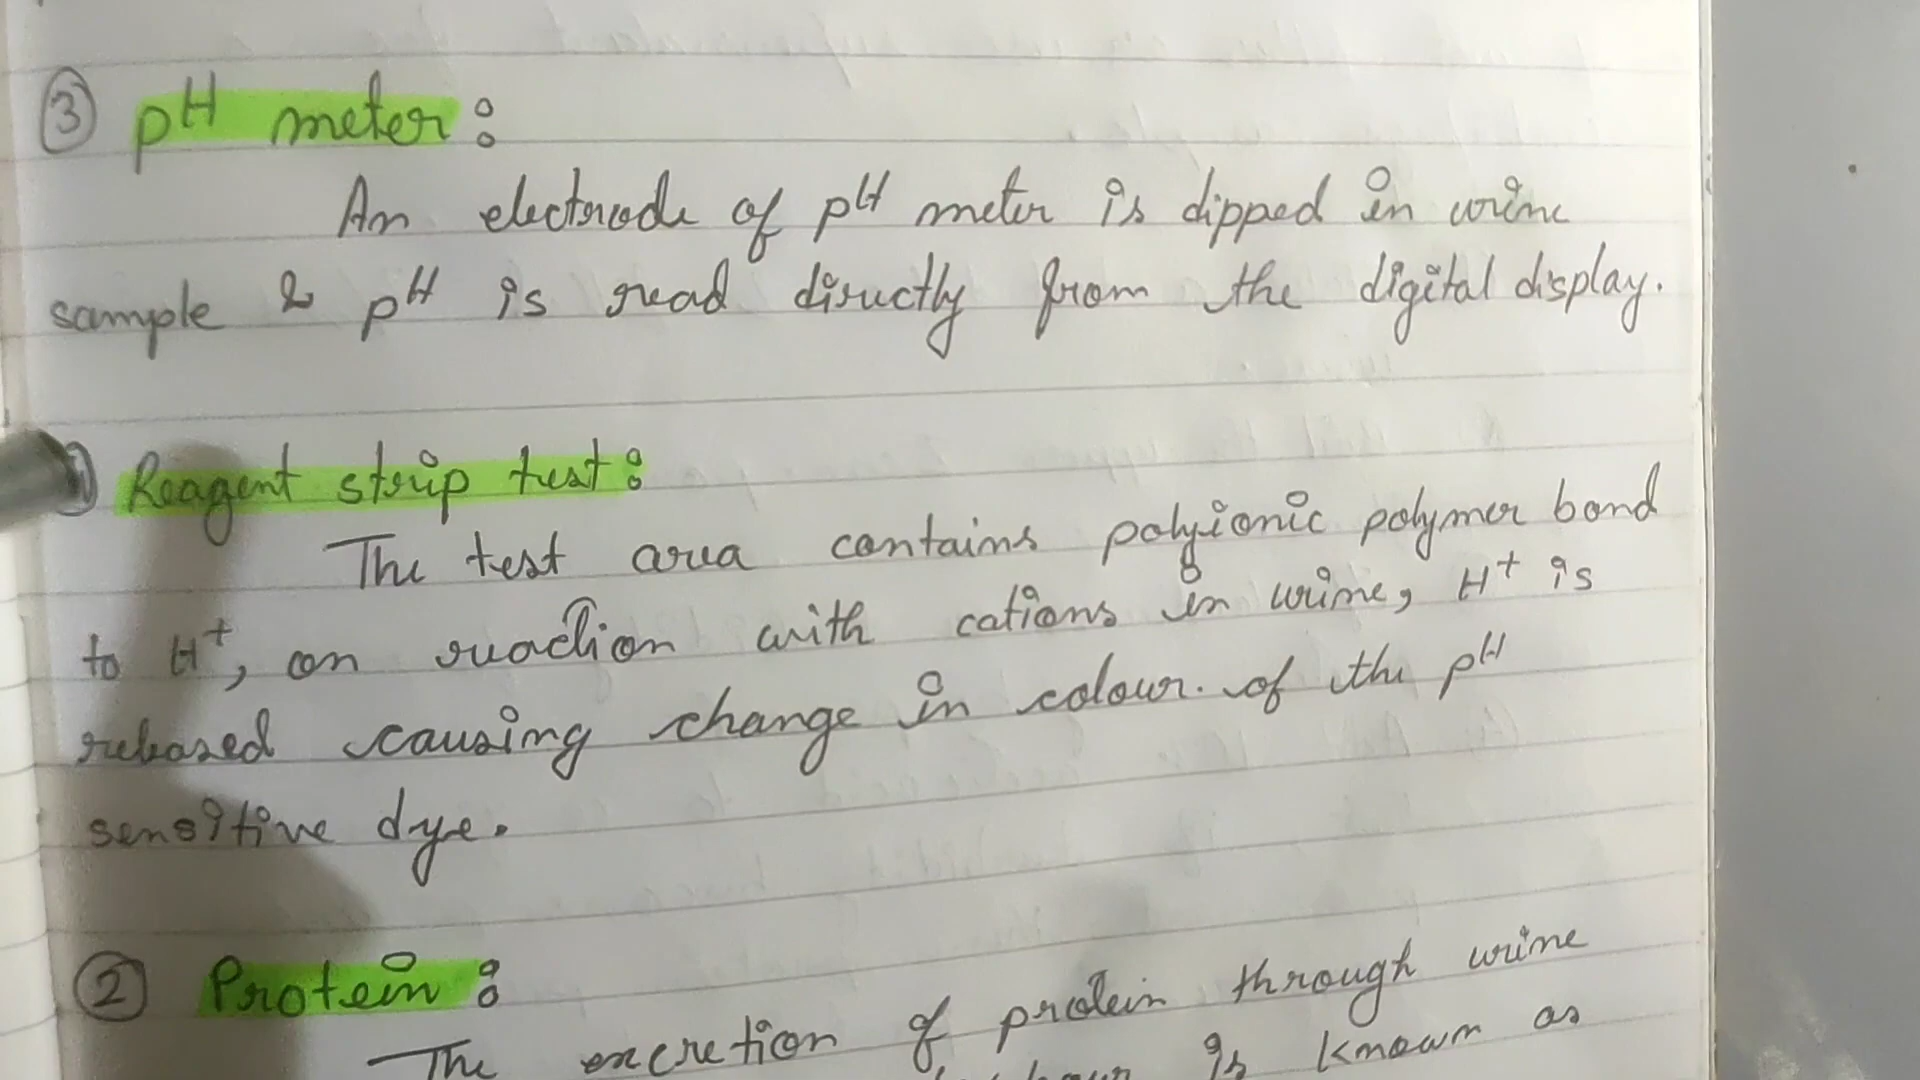 ③ pH meter:
An electrode of pH meter is dipped in urine
sample & pH is read directly from the digital display.
Reagent strip test:
The test area contains polyionic polymer bond
to H+, on reaction with cations in urine, H+ is
released causing change in colour. of the pH
sensitive dye.
② Protein:
The excretion of protein through urine
is known as